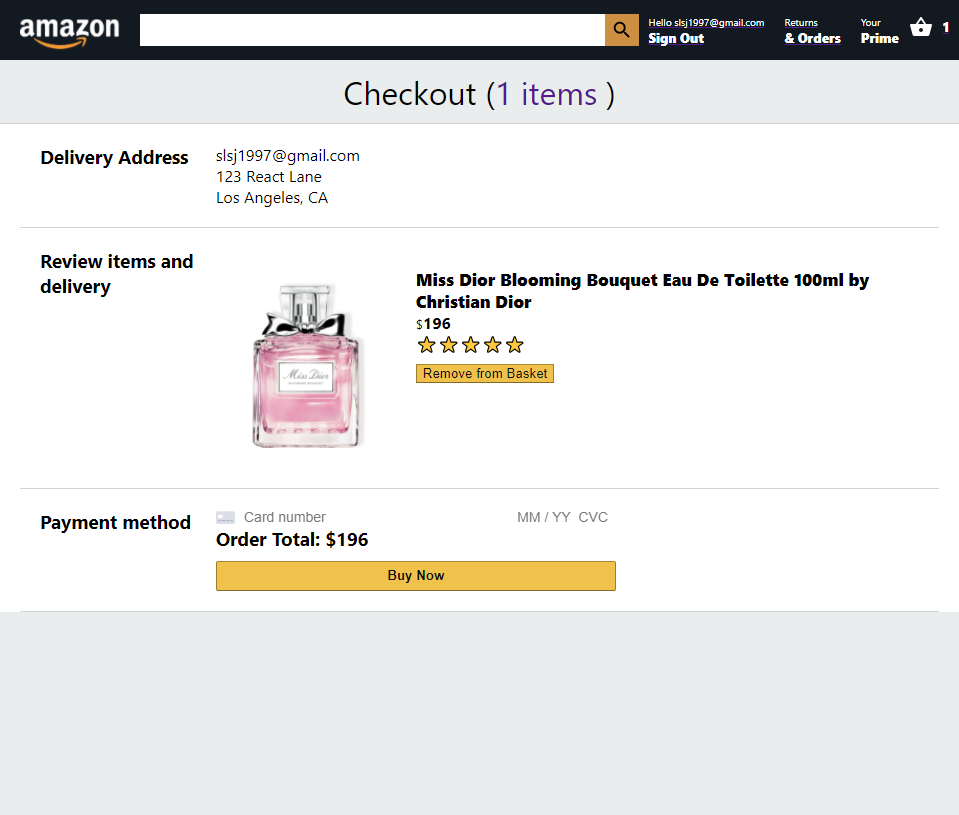 amazon
Hello slsj1997@gmail.com
Sign Out
Returns
& Orders
Your
Prime
1
Checkout (1 items )
Delivery Address
slsj1997@gmail.com
123 React Lane
Los Angeles, CA
Review items and
delivery
Miss Dior
BLOOMING BOUQUET
Miss Dior Blooming Bouquet Eau De Toilette 100ml by
Christian Dior
$196
Remove from Basket
Payment method
Card number
MM / YY CVC
Order Total: $196
Buy Now